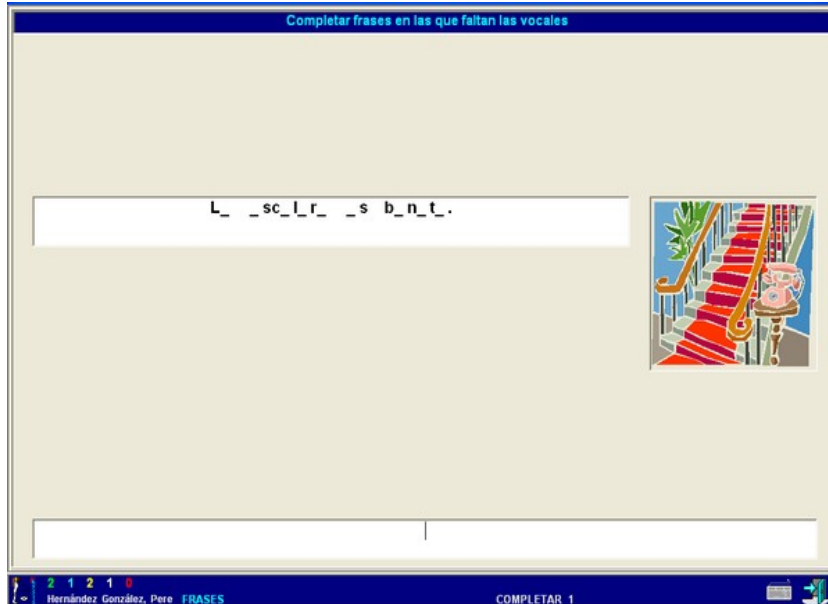 Completar frases en las que faltan las vocales
L_ _sc_l_r_ _s b_n_t_.
2 1 2 1 0
Hernández González, Pere FRASES COMPLETAR 1